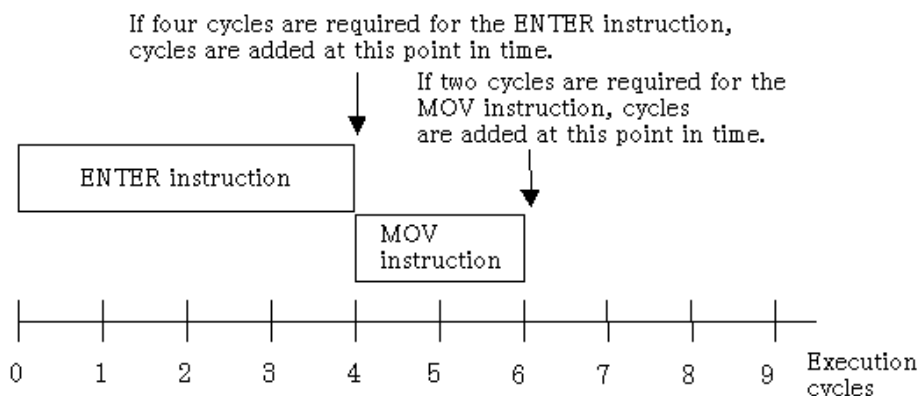 If four cycles are required for the ENTER instruction,
cycles are added at this point in time.
If two cycles are required for the
MOV instruction, cycles
are added at this point in time.
ENTER instruction
MOV
instruction
0 1 2 3 4 5 6 7 8 9 Execution
cycles